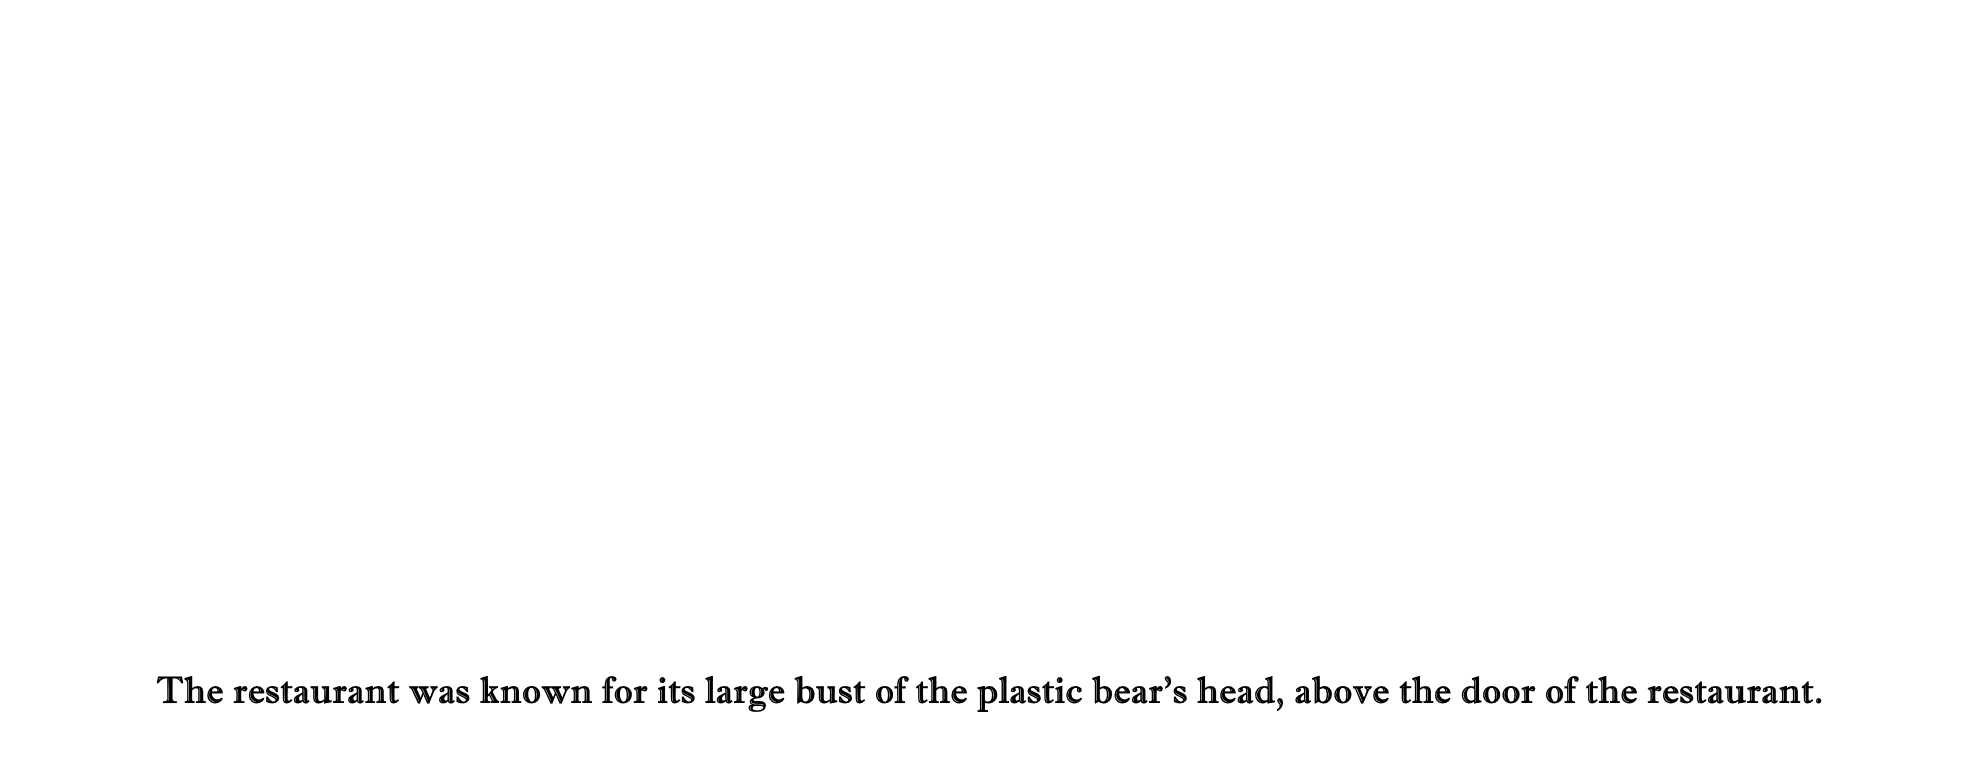 The restaurant was known for its large bust of the plastic bear’s head, above the door of the restaurant.